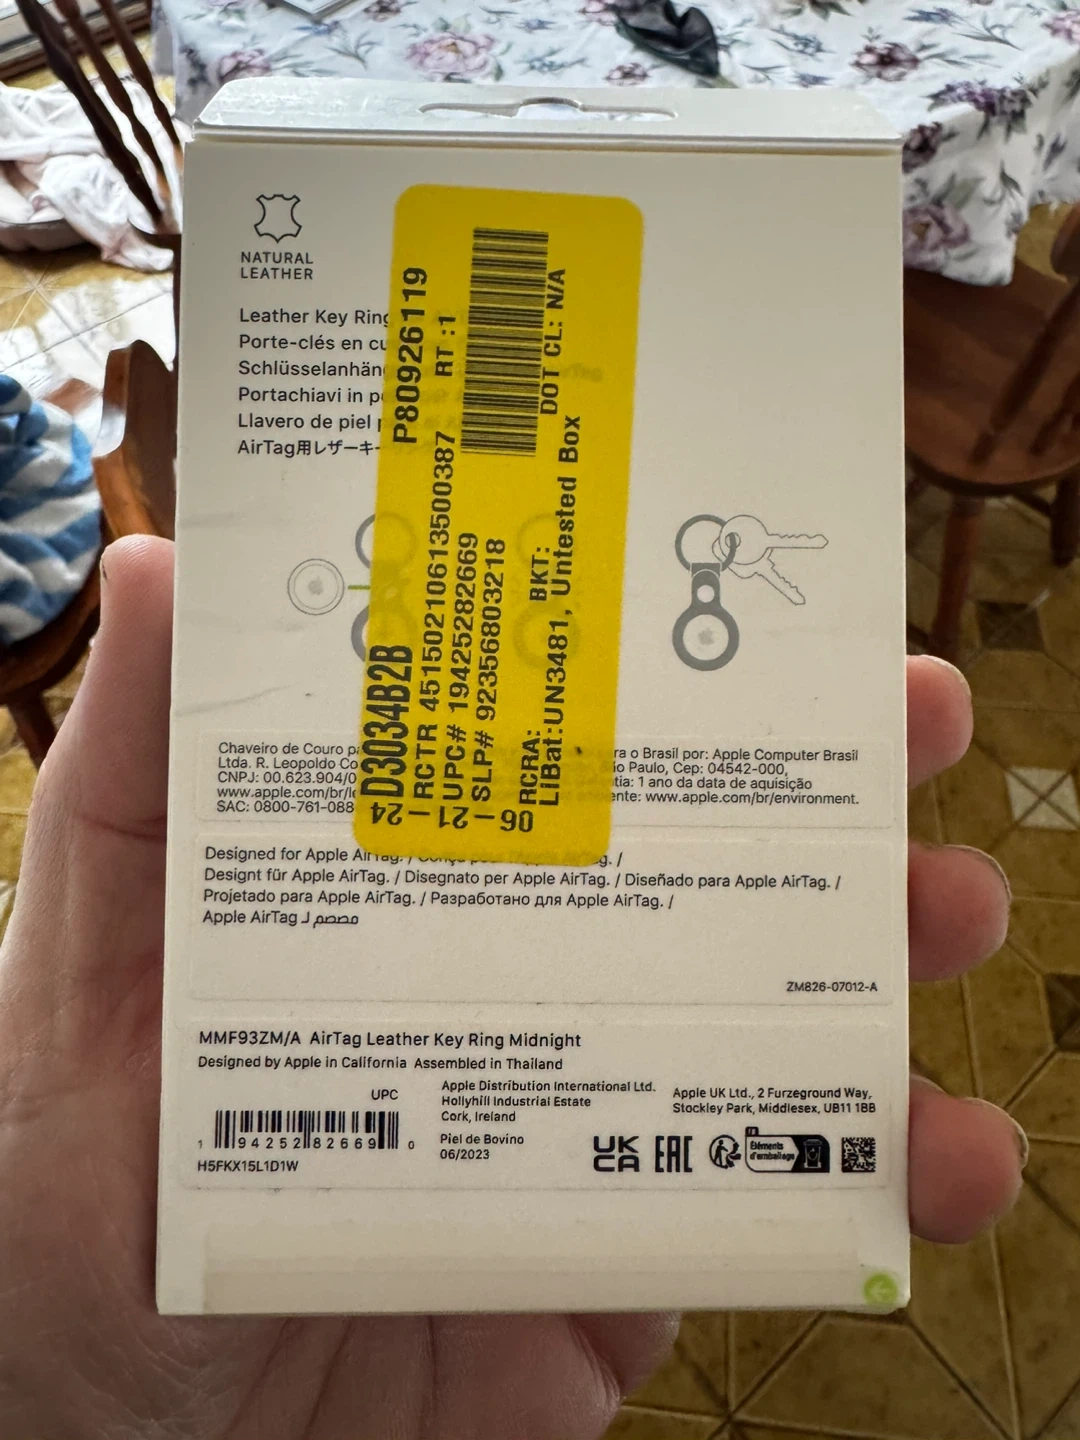 NATURAL
LEATHER
Leather Key Ring
Porte-clés en cu
Schlüsselanhän
Portachiavi in p
Llavero de piel
AirTag用レザーキー
P80926119
D3034B2B
RCTR 45150210613500387 RT :1
UPC# 19425282669
SLP# 92356803218
06-21-24
RCRA: BKT: DOT CL: N/A
LiBat:UN3481, Untested Box
Chaveiro de Couro pa ra o Brasil por: Apple Computer Brasil
Ltda. R. Leopoldo Co o Paulo, Cep: 04542-000,
CNPJ: 00.623.904/0 tia: 1 ano da data de aquisição
www.apple.com/br/le ente: www.apple.com/br/environment.
SAC: 0800-761-088
Designed for Apple AirTag. / g. /
Designt für Apple AirTag. / Disegnato per Apple AirTag. / Diseñado para Apple AirTag. /
Projetado para Apple AirTag. / Разработано для Apple AirTag. /
مصمم لـ Apple AirTag
ZM826-07012-A
MMF93ZM/A AirTag Leather Key Ring Midnight
Designed by Apple in California Assembled in Thailand
UPC
1 94252 82669 0
H5FKX15L1D1W
Apple Distribution International Ltd.
Hollyhill Industrial Estate
Cork, Ireland
Piel de Bovino
06/2023
Apple UK Ltd., 2 Furzeground Way,
Stockley Park, Middlesex, UB11 1BB
UK
CA
EAC
FR
Éléments
d'emballage